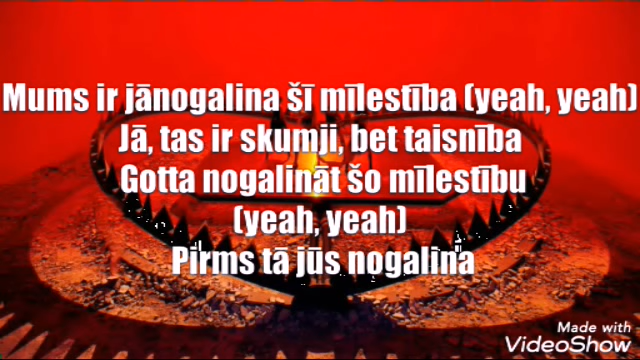 Mums ir jānogalina šī mīlestība (yeah, yeah)
Jā, tas ir skumji, bet taisnība
Gotta nogalināt šo mīlestību
(yeah, yeah)
Pirms tā jūs nogalina
Made with
VideoShow